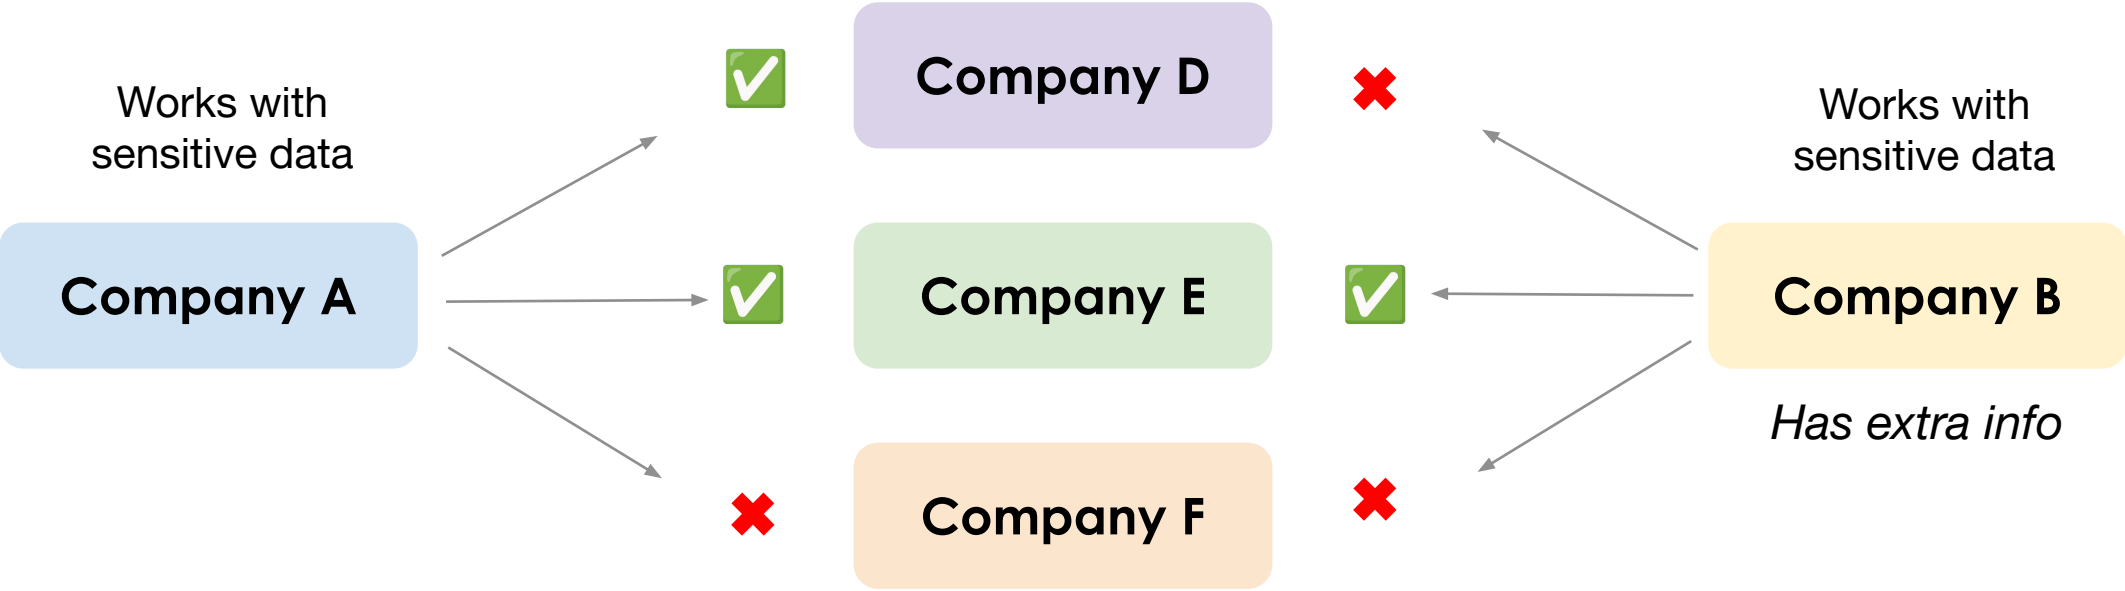 Works with
sensitive data
Company A
Company D
Company E
Company F
Works with
sensitive data
Company B
Has extra info